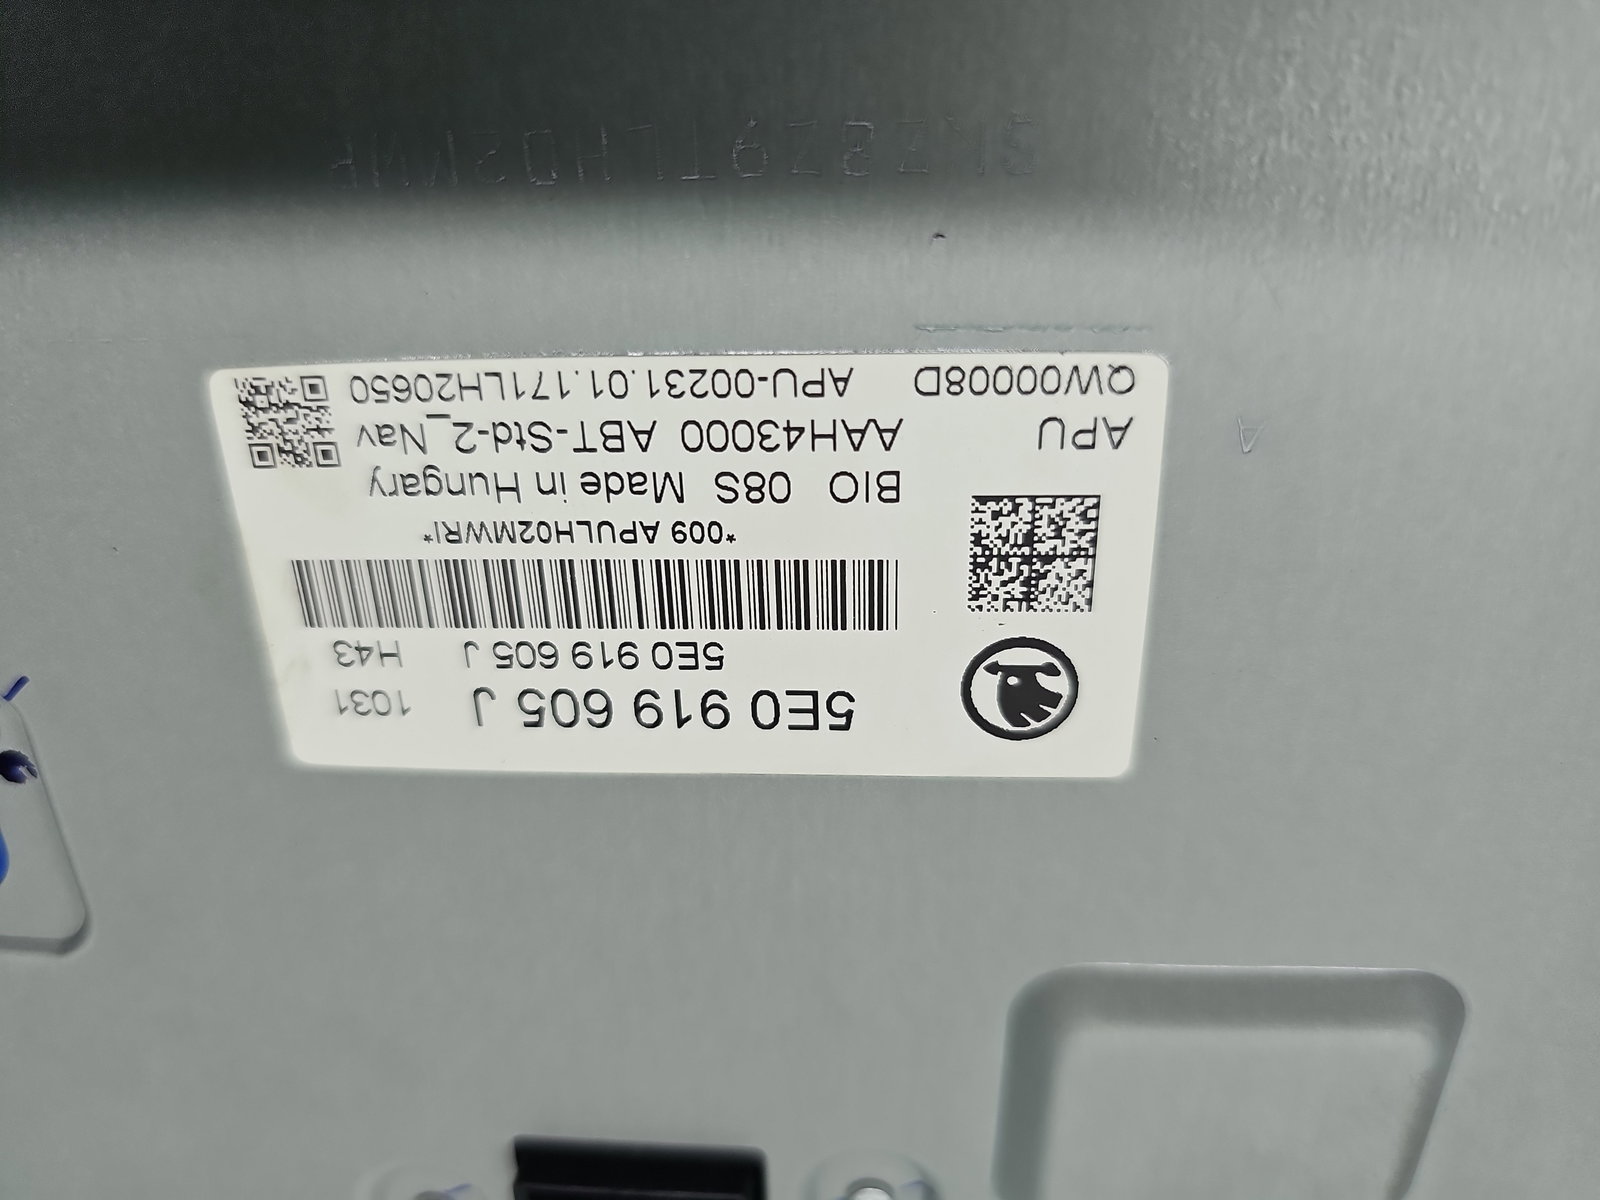 5E0 919 605 J 1031
5E0 919 605 J H43
*009 APULH02MWRI*
BIO 08S Made in Hungary
APU AAH43000 ABT-Std-2_Nav
QW00008D APU-00231.01.171LH20650